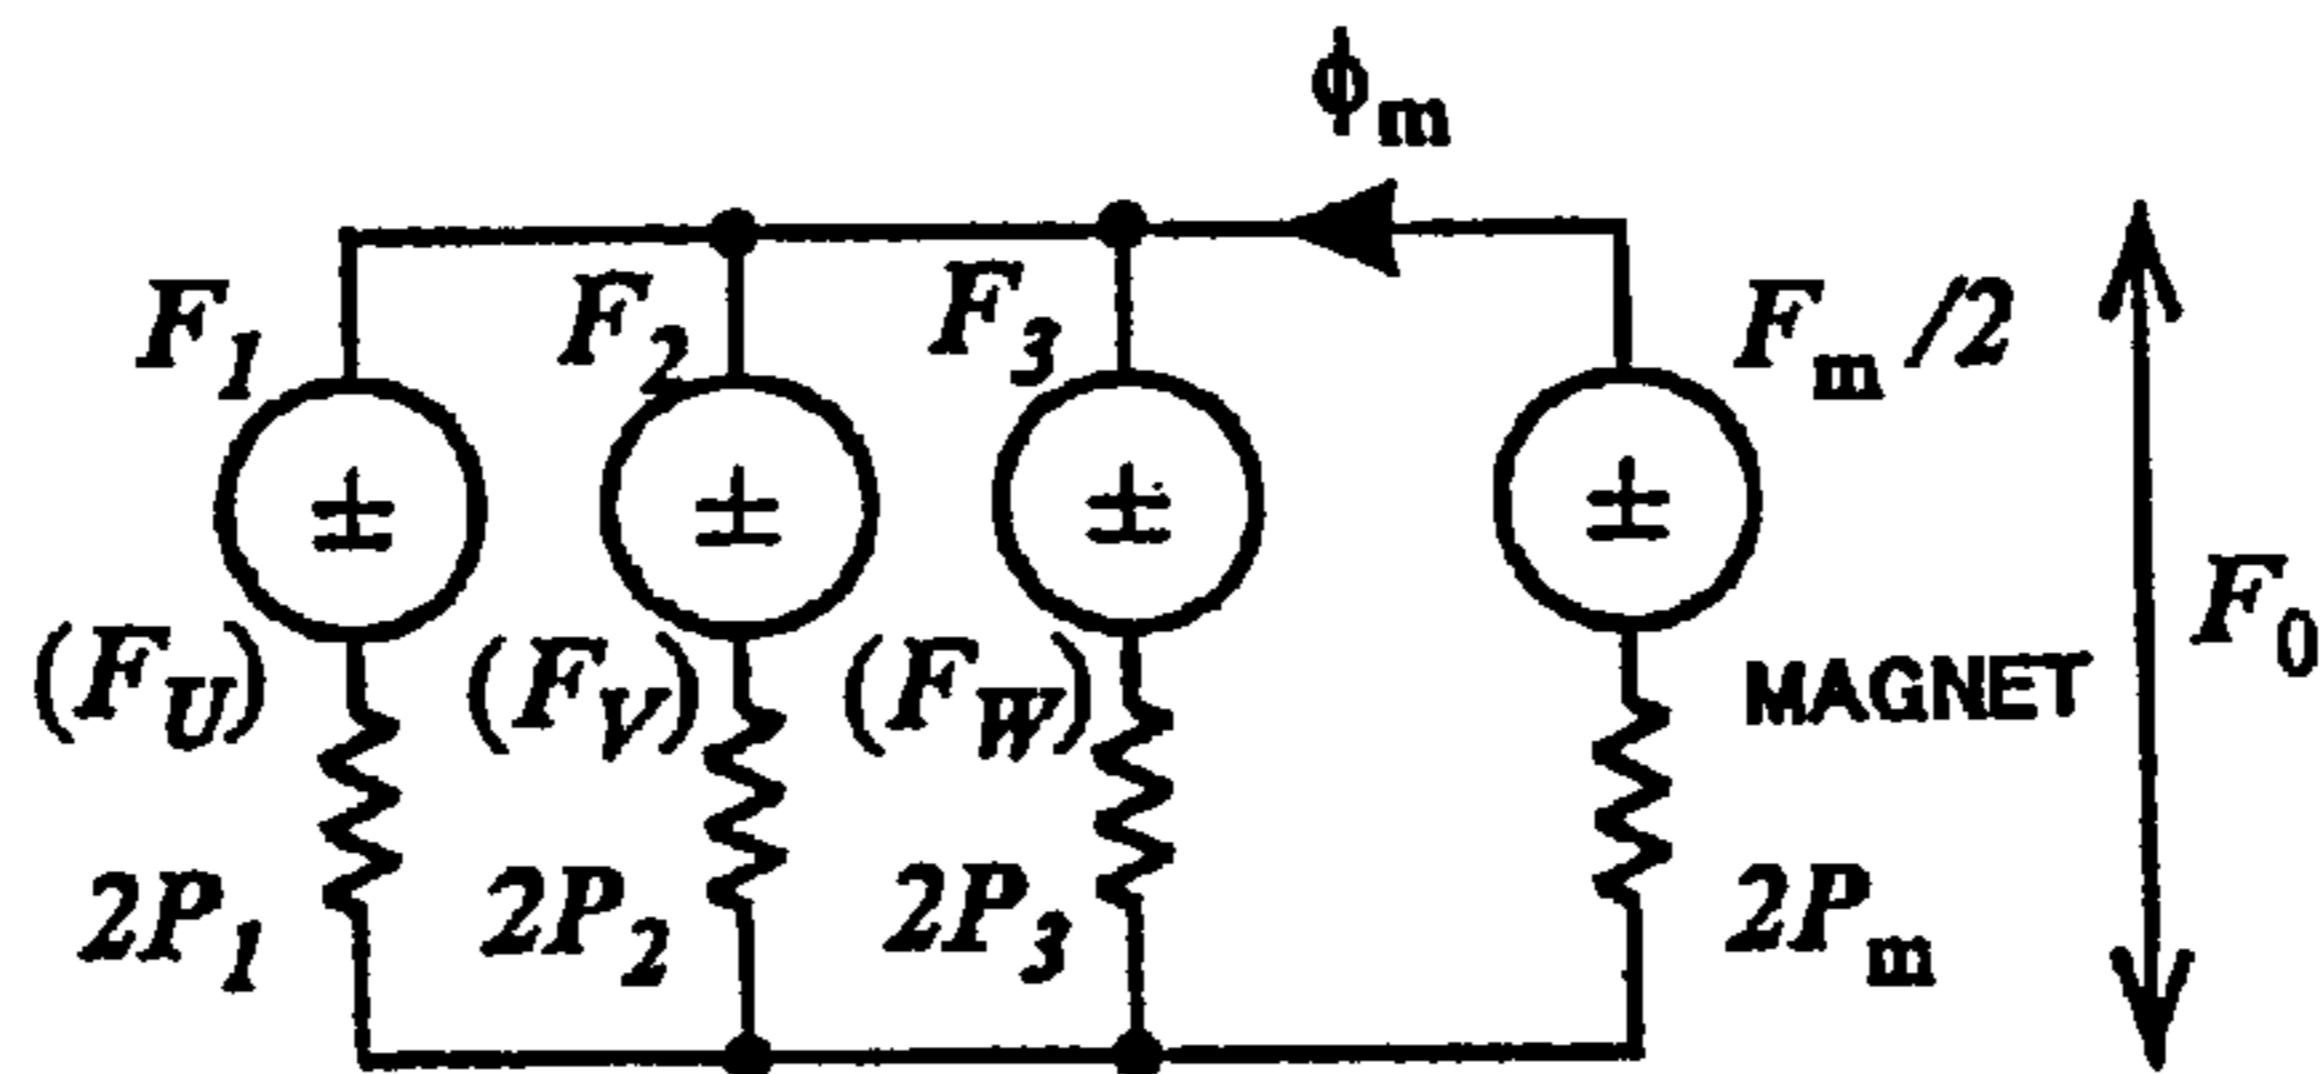 ϕm
F1 F2 F3 Fm/2
± ± ± ±
(FU) (FV) (FW) MAGNET F0
2P1 2P2 2P3 2Pm